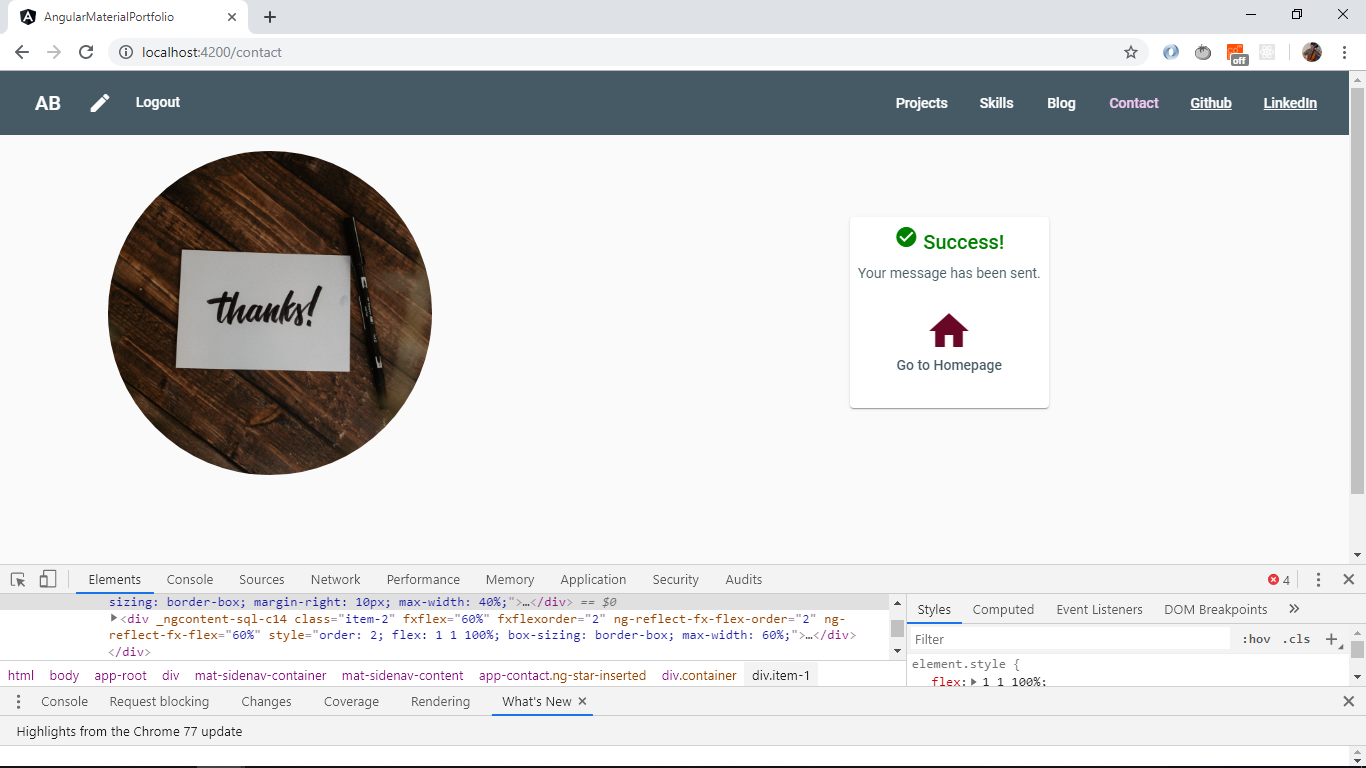 AngularMaterialPortfolio
localhost:4200/contact
off
AB Logout Projects Skills Blog Contact Github LinkedIn
thanks!
Success!
Your message has been sent.
Go to Homepage
Elements Console Sources Network Performance Memory Application Security Audits 4
sizing: border-box; margin-right: 10px; max-width: 40%;">…</div> == $0
<div _ngcontent-sql-c14 class="item-2" fxflex="60%" fxflexorder="2" ng-reflect-fx-flex-order="2" ng-
reflect-fx-flex="60%" style="order: 2; flex: 1 1 100%; box-sizing: border-box; max-width: 60%;">…</div>
</div>
html body app-root div mat-sidenav-container mat-sidenav-content app-contact.ng-star-inserted div.container div.item-1
Styles Computed Event Listeners DOM Breakpoints
Filter :hov .cls
element.style {
flex: 1 1 100%;
Console Request blocking Changes Coverage Rendering What's New
Highlights from the Chrome 77 update